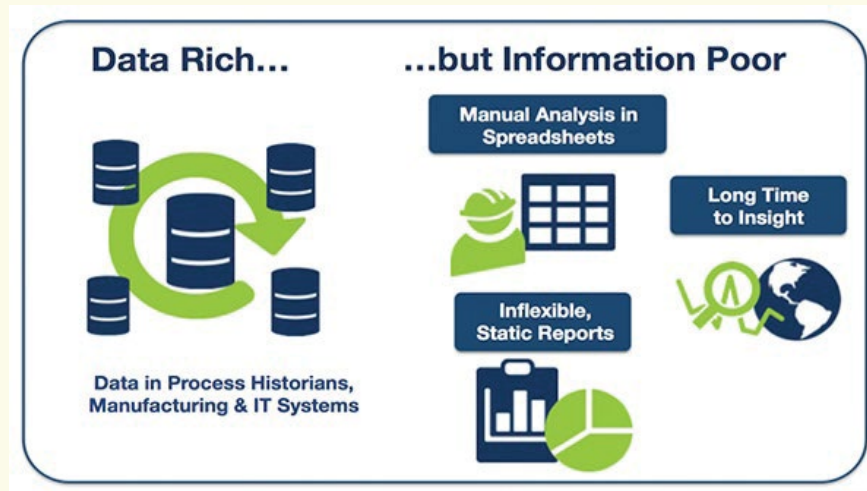 Data Rich...
...but Information Poor
Data in Process Historians,
Manufacturing & IT Systems
Manual Analysis in
Spreadsheets
Long Time
to Insight
Inflexible,
Static Reports